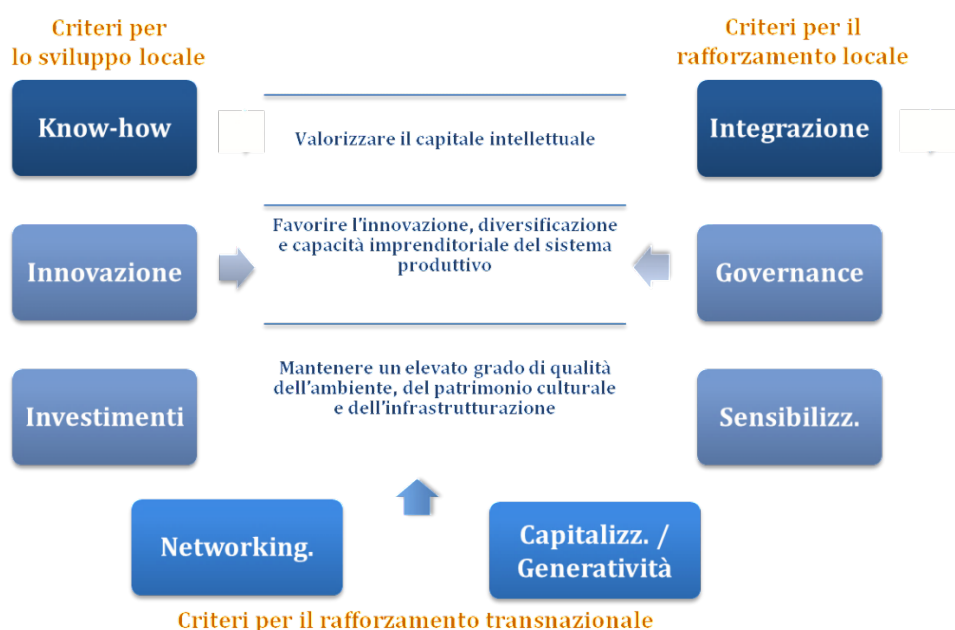 Criteri per
lo sviluppo locale
Criteri per il
rafforzamento locale
Know-how
Valorizzare il capitale intellettuale
Integrazione
Innovazione
Favorire l'innovazione, diversificazione
e capacità imprenditoriale del sistema
produttivo
Governance
Investimenti
Mantenere un elevato grado di qualità
dell'ambiente, del patrimonio culturale
e dell'infrastrutturazione
Sensibilizz.
Networking.
Capitalizz. /
Generatività
Criteri per il rafforzamento transnazionale